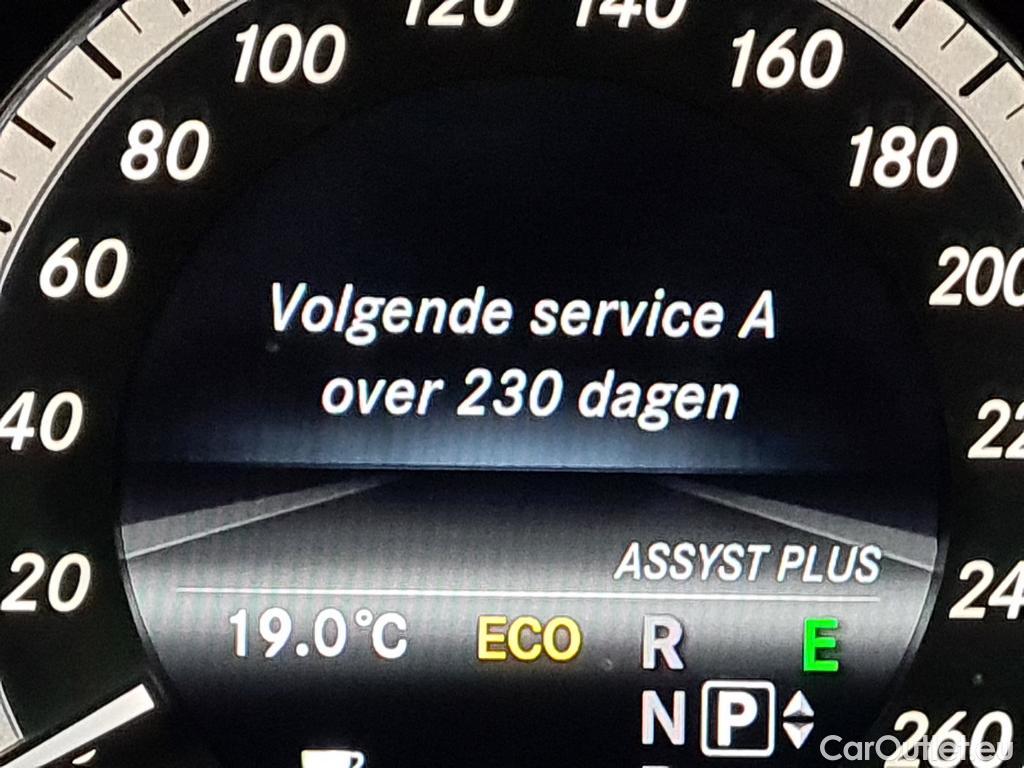 120 140
100 160
80 180
60 200
Volgende service A
over 230 dagen
40
20
ASSYST PLUS
19.0°C ECO R E
N P
260
CarOutlet.eu